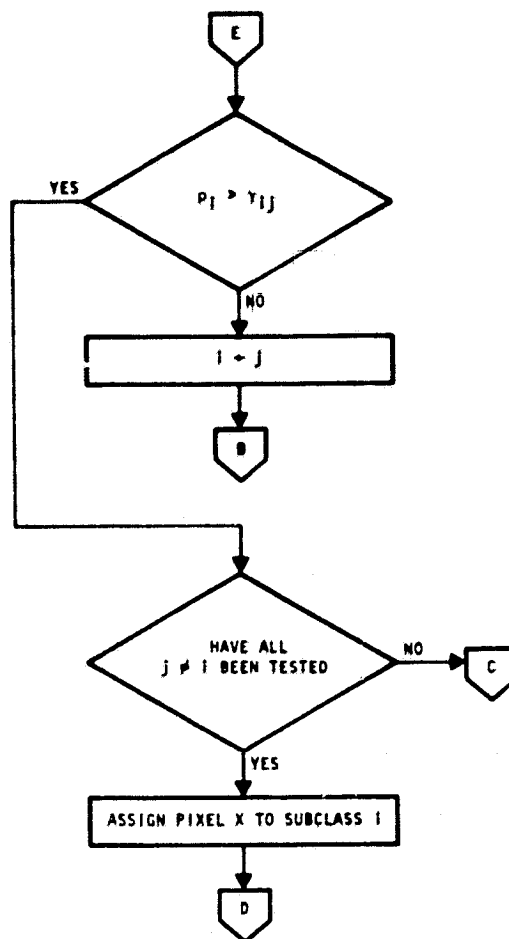 E
YES
P_i > γ_ij
NO
i ← j
B
HAVE ALL
j ≠ i BEEN TESTED
NO
C
YES
ASSIGN PIXEL X TO SUBCLASS i
D